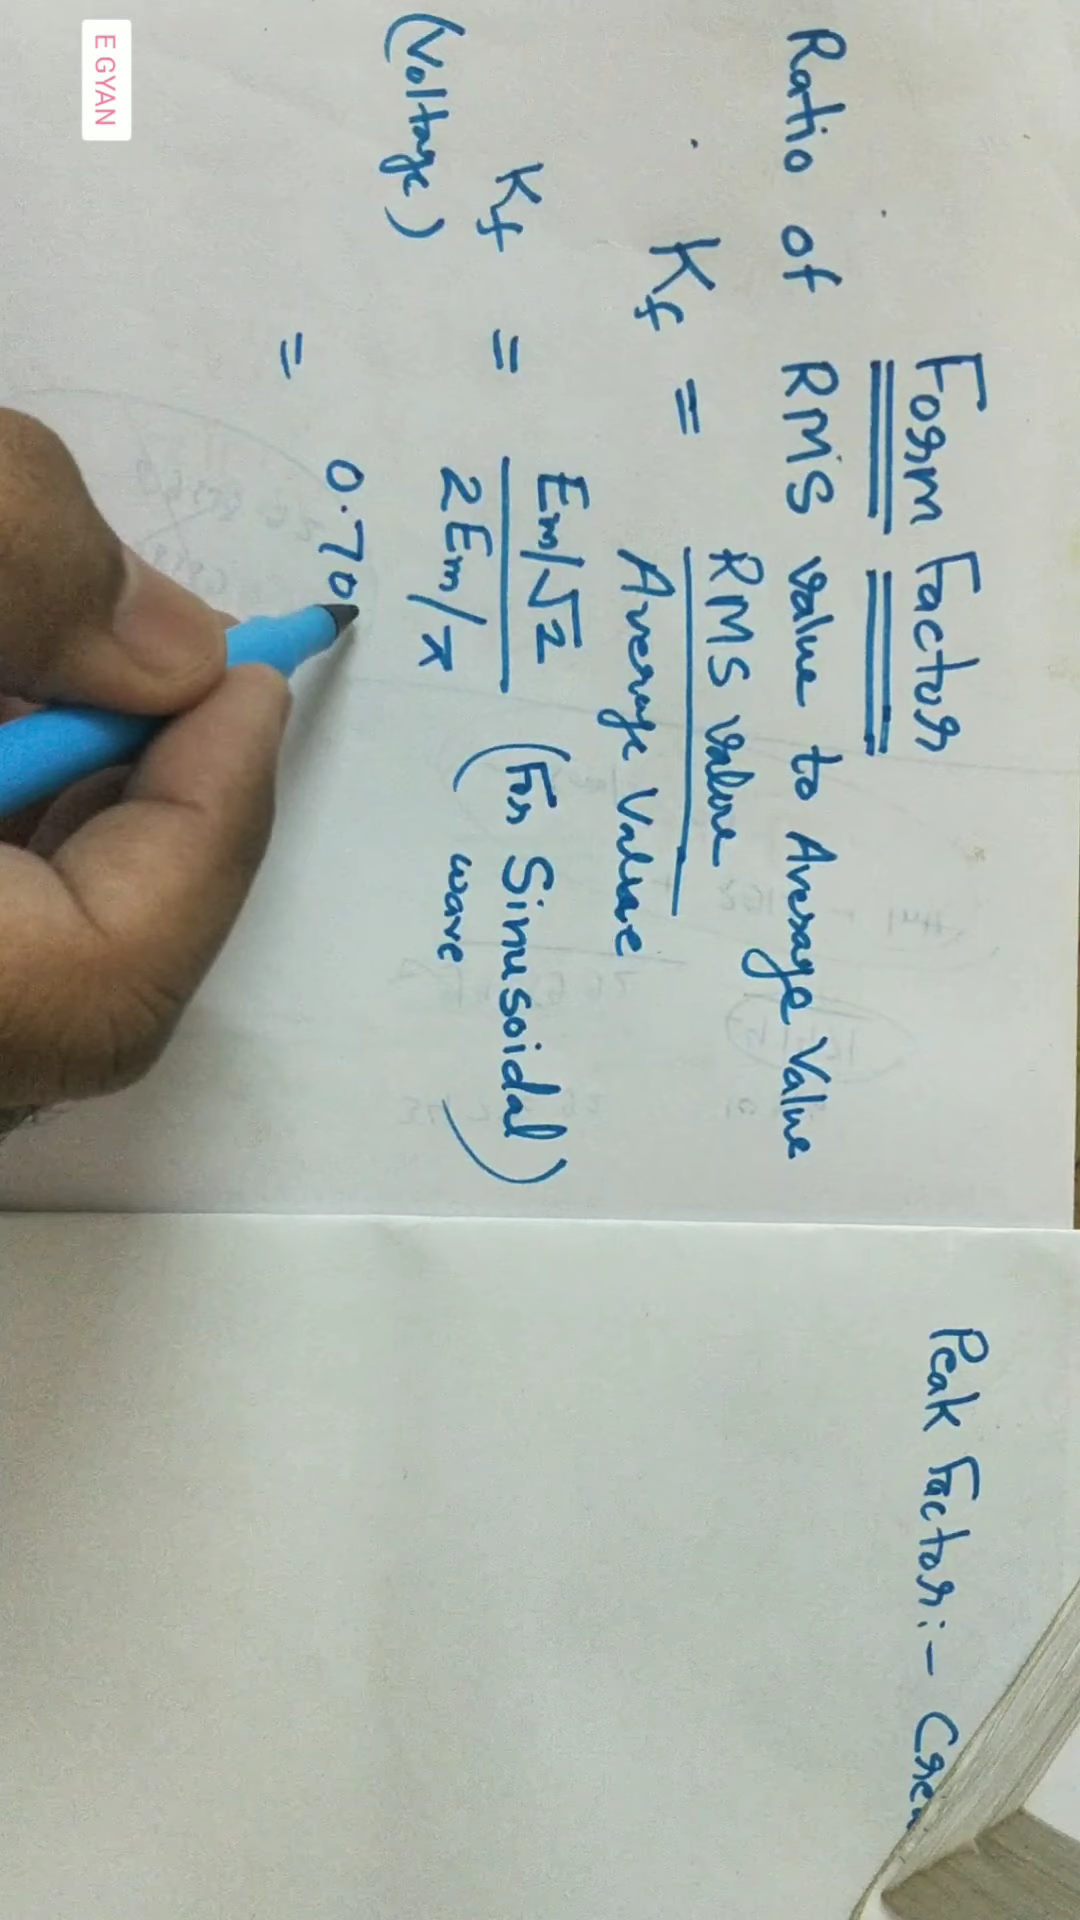 Form Factor
Ratio of RMS value to Average Value
Kf = RMS value
Average Value
Kf = Em/√2
2Em/π
(For Sinusoidal
wave)
(Voltage)
= 0.70
Peak Factor:-
E GYAN